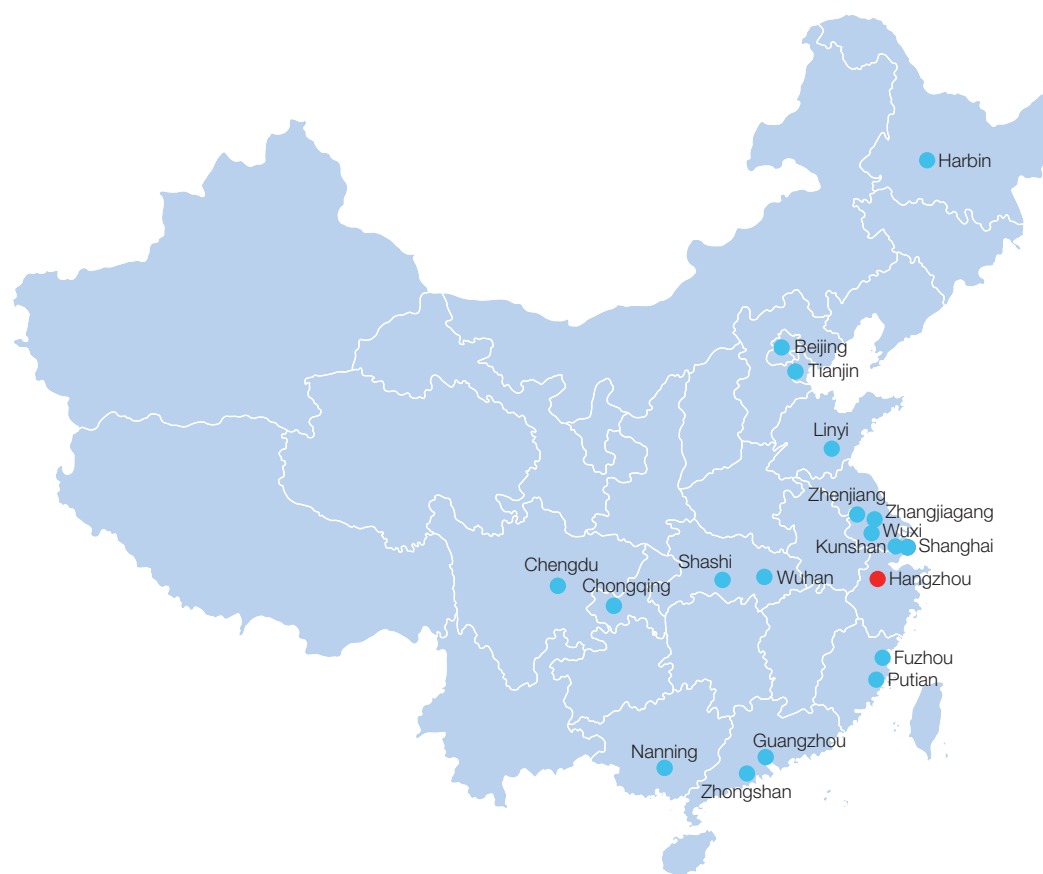 Harbin
Beijing
Tianjin
Linyi
Zhenjiang
Zhangjiagang
Wuxi
Kunshan
Shanghai
Chengdu
Shashi
Chongqing
Wuhan
Hangzhou
Fuzhou
Putian
Guangzhou
Nanning
Zhongshan